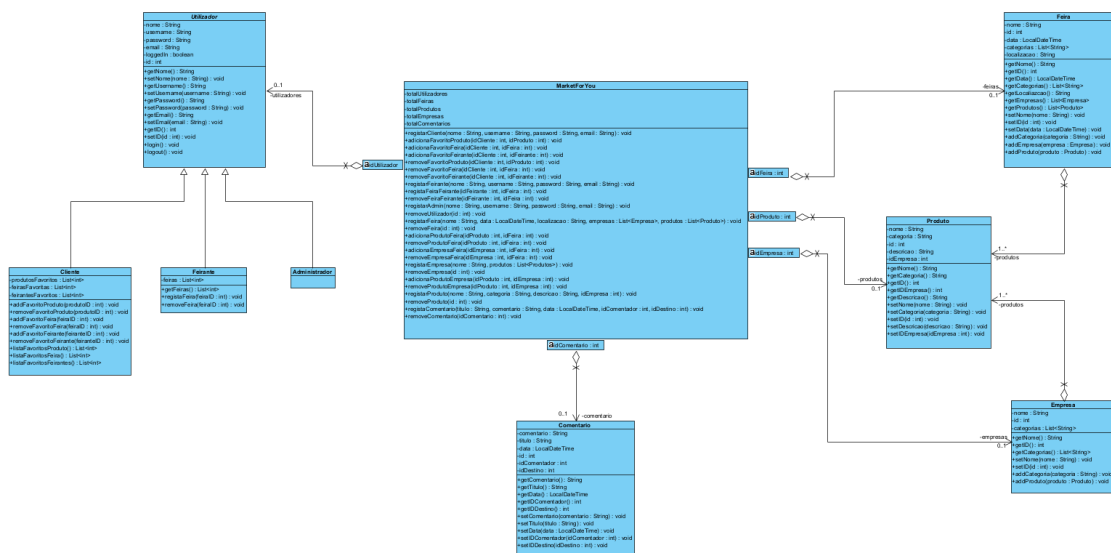 Utilizador
-nome : String
-username : String
-password : String
-email : String
-loggedIn : boolean
-id : int
+getNome() : String
+setNome(nome : String) : void
+getUsername() : String
+setUsername(username : String) : void
+getPassword() : String
+setPassword(password : String) : void
+getEmail() : String
+setEmail(email : String) : void
+getID() : int
+setID(id : int) : void
+login() : void
+logout() : void
0..1
-utilizadores
idUtilizador
Cliente
-produtosFavoritos : List<int>
-feirasFavoritas : List<int>
-feirantesFavoritos : List<int>
+addFavoritoProduto(produtoID : int) : void
+removeFavoritoProduto(produtoID : int) : void
+addFavoritoFeira(feiraID : int) : void
+removeFavoritoFeira(feiraID : int) : void
+addFavoritoFeirante(feiranteID : int) : void
+removeFavoritoFeirante(feiranteID : int) : void
+listaFavoritosProduto() : List<int>
+listaFavoritosFeira() : List<int>
+listaFavoritosFeirantes() : List<int>
Feirante
-feiras : List<int>
+getFeiras() : List<int>
+registaFeira(feiraID : int) : void
+removeFeira(feiraID : int) : void
Administrador
MarketForYou
-totalUtilizadores
-totalFeiras
-totalProdutos
-totalEmpresas
-totalComentarios
+registarCliente(nome : String, username : String, password : String, email : String) : void
+adicionaFavoritoProduto(idCliente : int, idProduto : int) : void
+adicionaFavoritoFeira(idCliente : int, idFeira : int) : void
+adicionaFavoritoFeirante(idCliente : int, idFeirante : int) : void
+removeFavoritoProduto(idCliente : int, idProduto : int) : void
+removeFavoritoFeira(idCliente : int, idFeira : int) : void
+removeFavoritoFeirante(idCliente : int, idFeirante : int) : void
+registarFeirante(nome : String, username : String, password : String, email : String) : void
+registaFeiraFeirante(idFeirante : int, idFeira : int) : void
+removeFeiraFeirante(idFeirante : int, idFeira : int) : void
+registarAdmin(nome : String, username : String, password : String, email : String) : void
+removeUtilizador(id : int) : void
+registarFeira(nome : String, data : LocalDateTime, localizacao : String, empresas : List<Empresa>, produtos : List<Produto>) : void
+removeFeira(id : int) : void
+adicionaProdutoFeira(idProduto : int, idFeira : int) : void
+removeProdutoFeira(idProduto : int, idFeira : int) : void
+adicionaEmpresaFeira(idEmpresa : int, idFeira : int) : void
+removeEmpresaFeira(idEmpresa : int, idFeira : int) : void
+registarEmpresa(nome : String, produtos : List<Produtos>) : void
+removeEmpresa(id : int) : void
+adicionaProdutoEmpresa(idProduto : int, idEmpresa : int) : void
+removeProdutoEmpresa(idProduto : int, idEmpresa : int) : void
+registarProduto(nome : String, categoria : String, descricao : String, idEmpresa : int) : void
+removeProduto(id : int) : void
+registaComentario(titulo : String, comentario : String, data : LocalDateTime, idComentador : int, idDestino : int) : void
+removeComentario(idComentario : int) : void
idFeira : int
idProduto : int
idEmpresa : int
idComentario : int
0..1
-comentario
Comentario
-comentario : String
-titulo : String
-data : LocalDateTime
-id : int
-idComentador : int
-idDestino : int
+getComentario() : String
+getTitulo() : String
+getData() : LocalDateTime
+getIDComentador() : int
+getIDDestino() : int
+setComentario(comentario : String) : void
+setTitulo(titulo : String) : void
+setData(data : LocalDateTime) : void
+setIDComentador(idComentador : int) : void
+setIDDestino(idDestino : int) : void
-feiras
0..1
Feira
-nome : String
-id : int
-data : LocalDateTime
-categorias : List<String>
-localizacao : String
+getNome() : String
+getID() : int
+getData() : LocalDateTime
+getCategorias() : List<String>
+getLocalizacao() : String
+getEmpresas() : List<Empresa>
+getProdutos() : List<Produto>
+setNome(nome : String) : void
+setID(id : int) : void
+setData(data : LocalDateTime) : void
+addCategoria(categoria : String) : void
+addEmpresa(empresa : Empresa) : void
+addProduto(produto : Produto) : void
-produtos
0..1
Produto
-nome : String
-categoria : String
-id : int
-descricao : String
-idEmpresa : int
+getNome() : String
+getCategoria() : String
+getID() : int
+getIDEmpresa() : int
+getDescricao() : String
+setNome(nome : String) : void
+setCategoria(categoria : String) : void
+setID(id : int) : void
+setDescricao(descricao : String) : void
+setIDEmpresa(idEmpresa : int) : void
1..*
-produtos
1..*
-produtos
-empresas
0..1
Empresa
-nome : String
-id : int
-categorias : List<String>
+getNome() : String
+getID() : int
+getCategorias() : List<String>
+setNome(nome : String) : void
+setID(id : int) : void
+addCategoria(categoria : String) : void
+addProduto(produto : Produto) : void